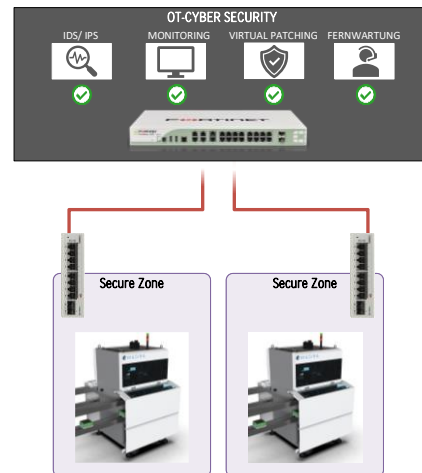 OT-CYBER SECURITY
IDS/ IPS MONITORING VIRTUAL PATCHING FERNWARTUNG
FORTINET
Secure Zone Secure Zone